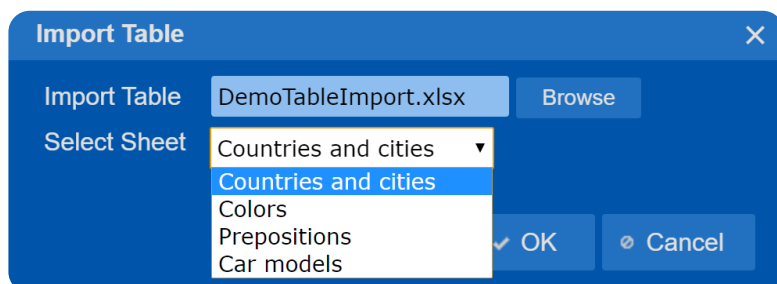 Import Table
Import Table DemoTableImport.xlsx Browse
Select Sheet Countries and cities
Countries and cities
Colors
Prepositions
Car models
OK Cancel